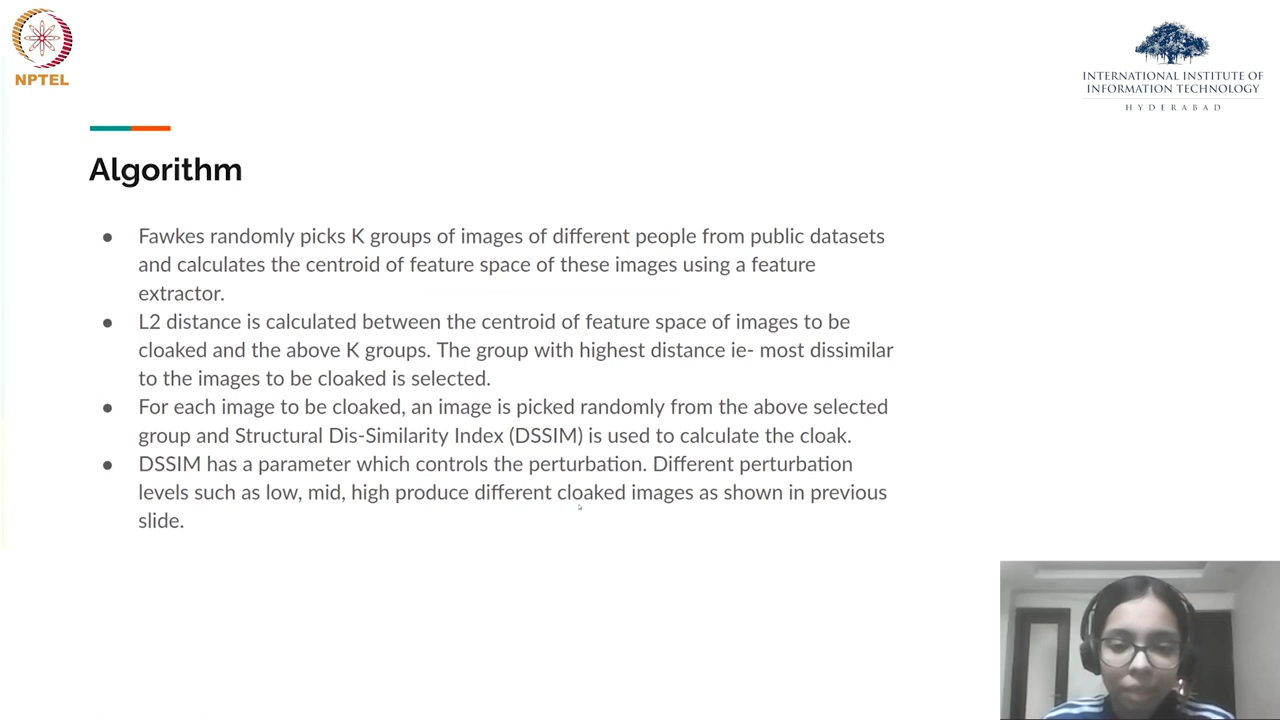 NPTEL
INTERNATIONAL INSTITUTE OF
INFORMATION TECHNOLOGY
HYDERABAD
Algorithm
● Fawkes randomly picks K groups of images of different people from public datasets
and calculates the centroid of feature space of these images using a feature
extractor.
● L2 distance is calculated between the centroid of feature space of images to be
cloaked and the above K groups. The group with highest distance ie- most dissimilar
to the images to be cloaked is selected.
● For each image to be cloaked, an image is picked randomly from the above selected
group and Structural Dis-Similarity Index (DSSIM) is used to calculate the cloak.
● DSSIM has a parameter which controls the perturbation. Different perturbation
levels such as low, mid, high produce different cloaked images as shown in previous
slide.